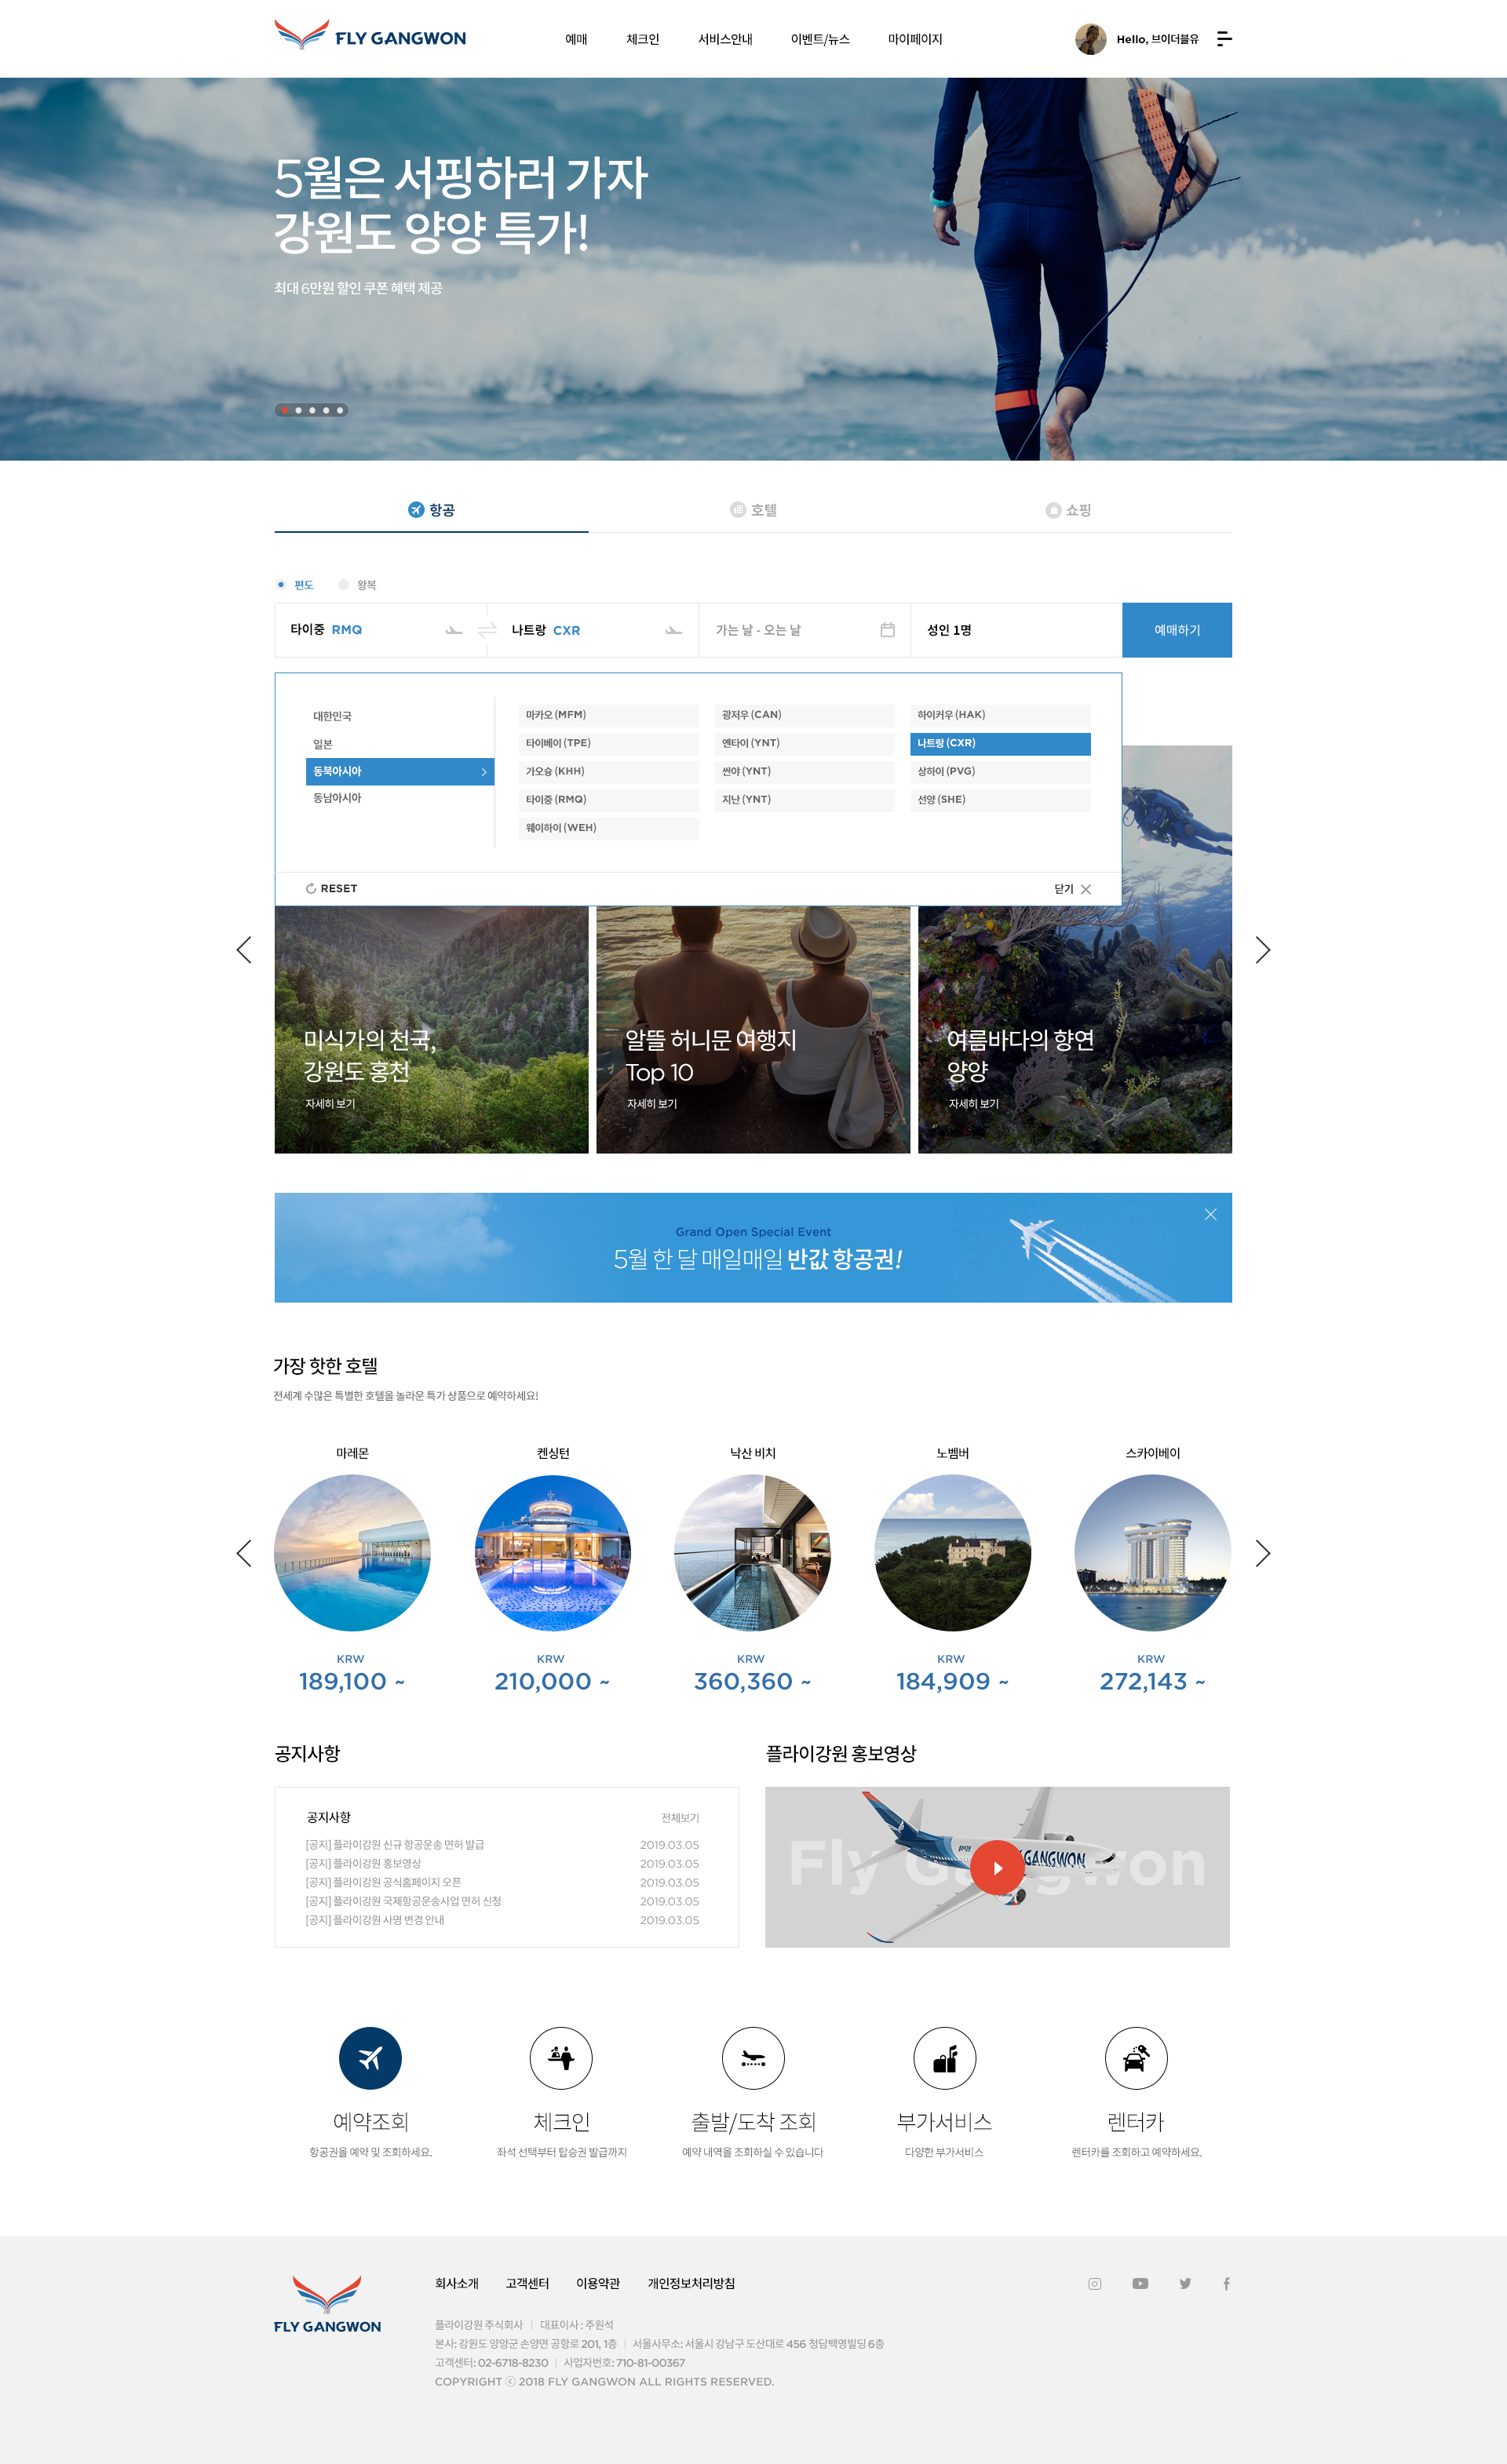 FLY GANGWON
예매 체크인 서비스안내 이벤트/뉴스 마이페이지
Hello, 브이더블유
5월은 서핑하러 가자
강원도 양양 특가!
최대 6만원 할인 쿠폰 혜택 제공
항공 호텔 쇼핑
편도 왕복
타이중 RMQ 나트랑 CXR 가는 날 - 오는 날 성인 1명 예매하기
대한민국
일본
동북아시아
동남아시아
마카오 (MFM) 광저우 (CAN) 하이커우 (HAK)
타이베이 (TPE) 옌타이 (YNT) 나트랑 (CXR)
가오슝 (KHH) 싼야 (YNT) 상하이 (PVG)
타이중 (RMQ) 지난 (YNT) 선양 (SHE)
웨이하이 (WEH)
RESET 닫기
미식가의 천국,
강원도 홍천
자세히 보기
알뜰 허니문 여행지
Top 10
자세히 보기
여름바다의 향연
양양
자세히 보기
Grand Open Special Event
5월 한 달 매일매일 반값 항공권!
가장 핫한 호텔
전세계 수많은 특별한 호텔을 놀라운 특가 상품으로 예약하세요!
마레몬 켄싱턴 낙산 비치 노벰버 스카이베이
KRW KRW KRW KRW KRW
189,100 ~ 210,000 ~ 360,360 ~ 184,909 ~ 272,143 ~
공지사항
공지사항 전체보기
[공지] 플라이강원 신규 항공운송 면허 발급 2019.03.05
[공지] 플라이강원 홍보영상 2019.03.05
[공지] 플라이강원 공식홈페이지 오픈 2019.03.05
[공지] 플라이강원 국제항공운송사업 면허 신청 2019.03.05
[공지] 플라이강원 사명 변경 안내 2019.03.05
플라이강원 홍보영상
Fly Gangwon
GANGWON
예약조회 체크인 출발/도착 조회 부가서비스 렌터카
항공권을 예약 및 조회하세요. 좌석 선택부터 탑승권 발급까지 예약 내역을 조회하실 수 있습니다 다양한 부가서비스 렌터카를 조회하고 예약하세요.
FLY GANGWON
회사소개 고객센터 이용약관 개인정보처리방침
플라이강원 주식회사 | 대표이사 : 주원석
본사: 강원도 양양군 손양면 공항로 201, 1층 | 서울사무소: 서울시 강남구 도산대로 456 청담백영빌딩 6층
고객센터: 02-6718-8230 | 사업자번호: 710-81-00367
COPYRIGHT ⓒ 2018 FLY GANGWON ALL RIGHTS RESERVED.